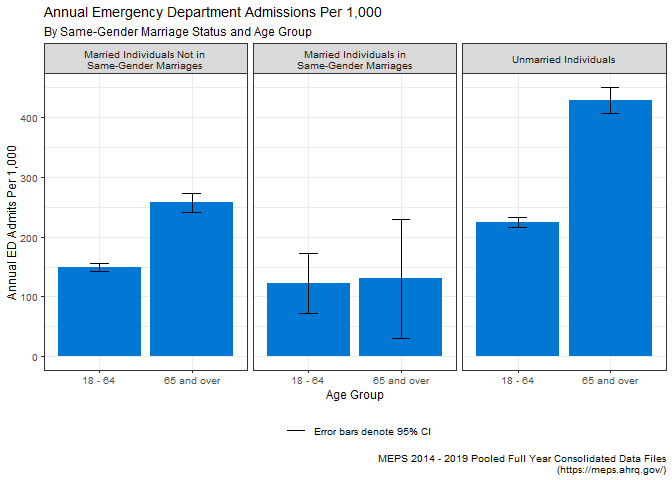 Annual Emergency Department Admissions Per 1,000
By Same-Gender Marriage Status and Age Group
Married Individuals Not in
Same-Gender Marriages
Married Individuals in
Same-Gender Marriages
Unmarried Individuals
Annual ED Admits Per 1,000
400
300
200
100
0
18 - 64
65 and over
18 - 64
65 and over
18 - 64
65 and over
Age Group
Error bars denote 95% CI
MEPS 2014 - 2019 Pooled Full Year Consolidated Data Files
(https://meps.ahrq.gov/)